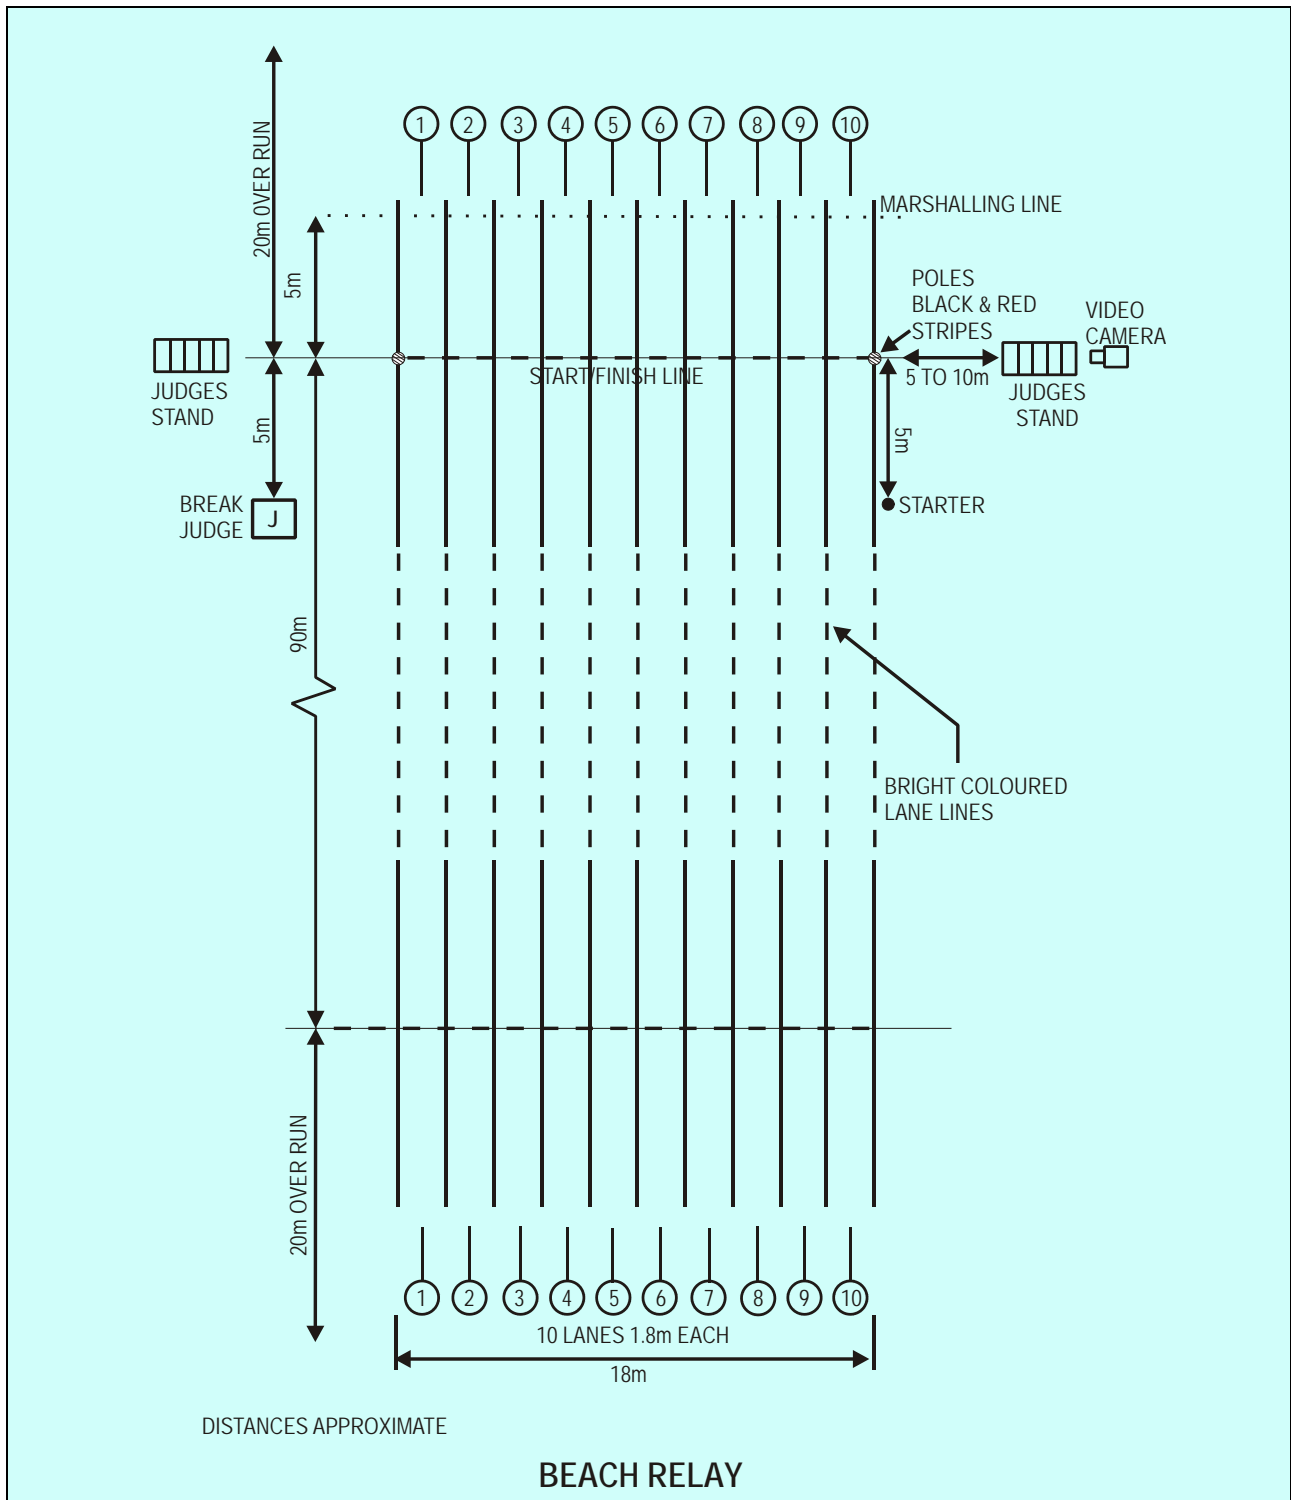 20m OVER RUN
1 2 3 4 5 6 7 8 9 10
MARSHALLING LINE
5m
POLES
BLACK & RED
STRIPES
VIDEO
CAMERA
START/FINISH LINE
5 TO 10m
JUDGES
STAND
JUDGES
STAND
5m
5m
BREAK
JUDGE
J
STARTER
90m
BRIGHT COLOURED
LANE LINES
20m OVER RUN
1 2 3 4 5 6 7 8 9 10
10 LANES 1.8m EACH
18m
DISTANCES APPROXIMATE
BEACH RELAY